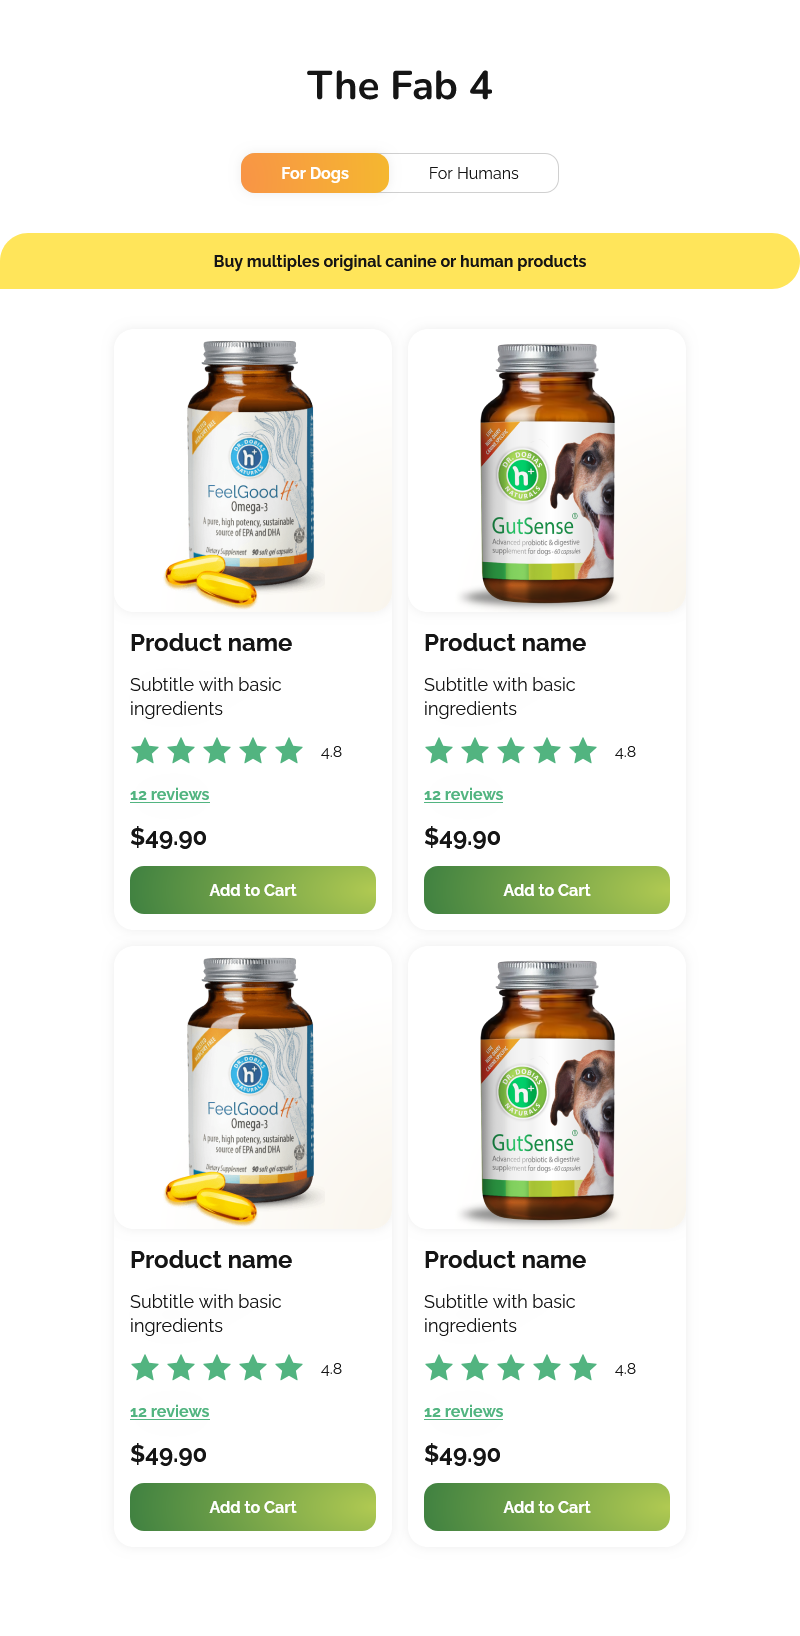 The Fab 4
For Dogs
For Humans
Buy multiples original canine or human products
DR. DOBIAS
NATURALS
h+
FeelGood H+
Omega-3
A pure, high potency, sustainable
source of EPA and DHA
Dietary Supplement 90 soft gel capsules
Product name
Subtitle with basic
ingredients
4.8
12 reviews
$49.90
Add to Cart
DR. DOBIAS
NATURALS
h+
GutSense®
Advanced probiotic & digestive
supplement for dogs · 60 capsules
Product name
Subtitle with basic
ingredients
4.8
12 reviews
$49.90
Add to Cart
DR. DOBIAS
NATURALS
h+
FeelGood H+
Omega-3
A pure, high potency, sustainable
source of EPA and DHA
Dietary Supplement 90 soft gel capsules
Product name
Subtitle with basic
ingredients
4.8
12 reviews
$49.90
Add to Cart
DR. DOBIAS
NATURALS
h+
GutSense®
Advanced probiotic & digestive
supplement for dogs · 60 capsules
Product name
Subtitle with basic
ingredients
4.8
12 reviews
$49.90
Add to Cart